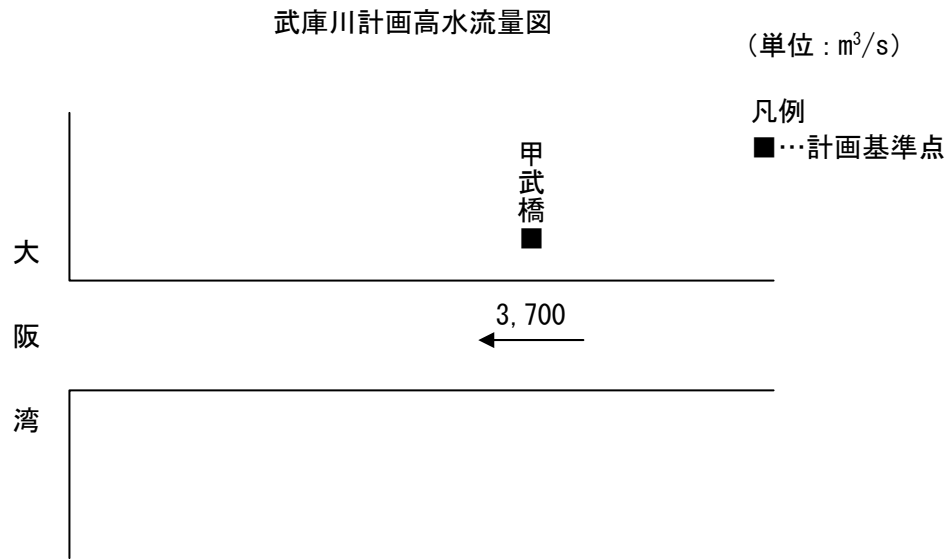 武庫川計画高水流量図
(単位:m³/s)
凡例
■…計画基準点
甲武橋
■
大阪湾
3,700